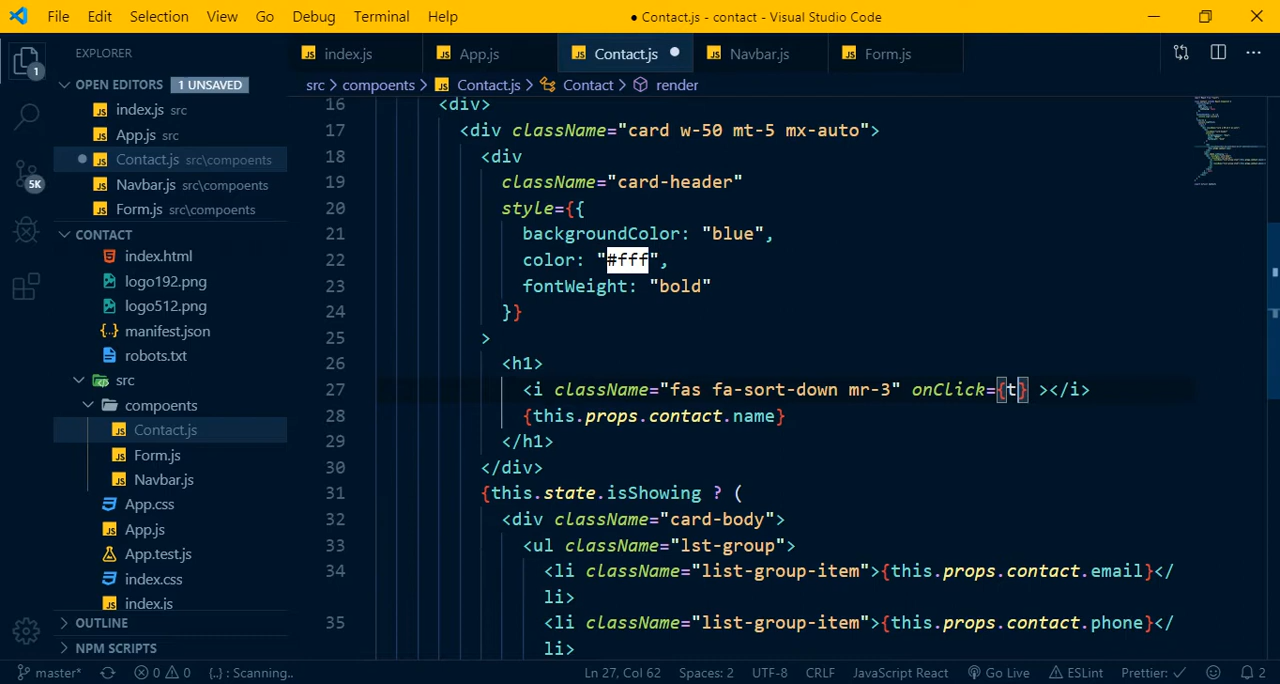 File Edit Selection View Go Debug Terminal Help
● Contact.js - contact - Visual Studio Code
EXPLORER
OPEN EDITORS 1 UNSAVED
index.js src
App.js src
Contact.js src\compoents
Navbar.js src\compoents
Form.js src\compoents
CONTACT
index.html
logo192.png
logo512.png
manifest.json
robots.txt
src
compoents
Contact.js
Form.js
Navbar.js
App.css
App.js
App.test.js
index.css
index.js
OUTLINE
NPM SCRIPTS
1
5K
index.js App.js Contact.js Navbar.js Form.js
src > compoents > Contact.js > Contact > render
16 <div>
17 <div className="card w-50 mt-5 mx-auto">
18 <div
19 className="card-header"
20 style={{
21 backgroundColor: "blue",
22 color: "#fff",
23 fontWeight: "bold"
24 }}
25 >
26 <h1>
27 <i className="fas fa-sort-down mr-3" onClick={t} ></i>
28 {this.props.contact.name}
29 </h1>
30 </div>
31 {this.state.isShowing ? (
32 <div className="card-body">
33 <ul className="lst-group">
34 <li className="list-group-item">{this.props.contact.email}</
li>
35 <li className="list-group-item">{this.props.contact.phone}</
li>
master* 0 0 {..} : Scanning.. Ln 27, Col 62 Spaces: 2 UTF-8 CRLF JavaScript React Go Live ESLint Prettier: ✓ 2